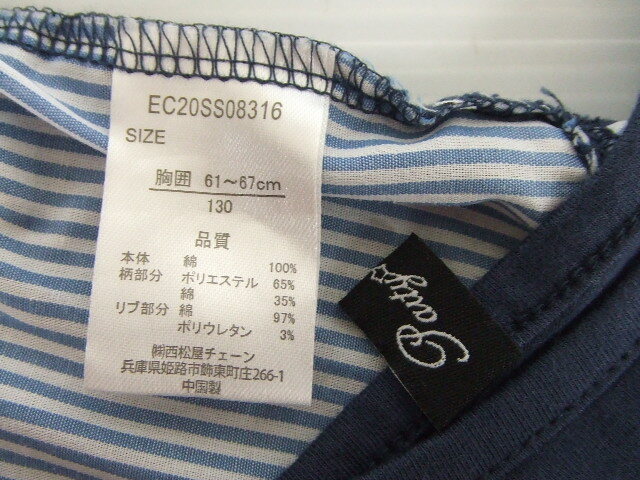 EC20SS08316
SIZE
胸囲 61～67cm
130
品質
本体 綿 100%
柄部分 ポリエステル 65%
綿 35%
リブ部分 綿 97%
ポリウレタン 3%
㈱西松屋チェーン
兵庫県姫路市飾東町庄266-1
中国製
Party